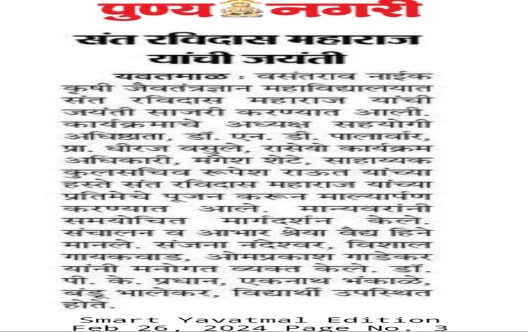 पुण्य नगरी
संत रविदास महाराज
यांची जयंती
यवतमाळ : वसंतराव नाईक
कृषी जैवतंत्रज्ञान महाविद्यालयात
संत रविदास महाराज यांची
जयंती साजरी करण्यात आली.
कार्यक्रमाचे अध्यक्ष सहयोगी
अधिष्ठाता, डॉ. एन. डी. पार्लावार,
प्रा. धीरज वसुले, रासेयो कार्यक्रम
अधिकारी, मंगेश शेटे, साहाय्यक
कुलसचिव रूपेश राऊत यांच्या
हस्ते संत रविदास महाराज यांच्या
प्रतिमेचे पूजन करून माल्यार्पण
करण्यात आले. मान्यवरांनी
समयोचित मार्गदर्शन केले.
संचालन व आभार श्रेया वैद्य हिने
मानले. संजना नंदेश्वर, विशाल
गायकवाड, ओमप्रकाश गाडेकर
यांनी मनोगत व्यक्त केले. डॉ.
पी. के. प्रधान, एकनाथ भंकाळे,
बंडू भालेकर, विद्यार्थी उपस्थित
होते.
Smart Yavatmal Edition
Feb 26, 2024 Page No. 3